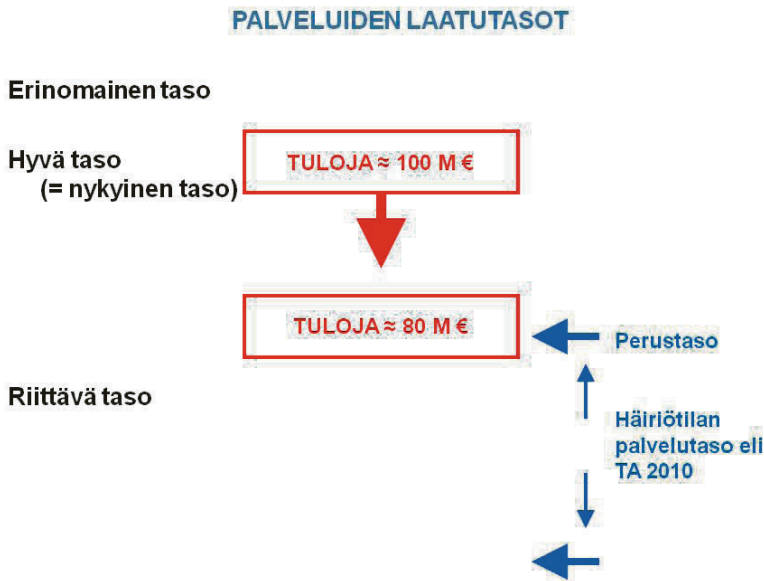 PALVELUIDEN LAATUTASOT
Erinomainen taso
Hyvä taso
(= nykyinen taso)
TULOJA ≈ 100 M €
TULOJA ≈ 80 M €
Perustaso
Riittävä taso
Häiriötilan
palvelutaso eli
TA 2010